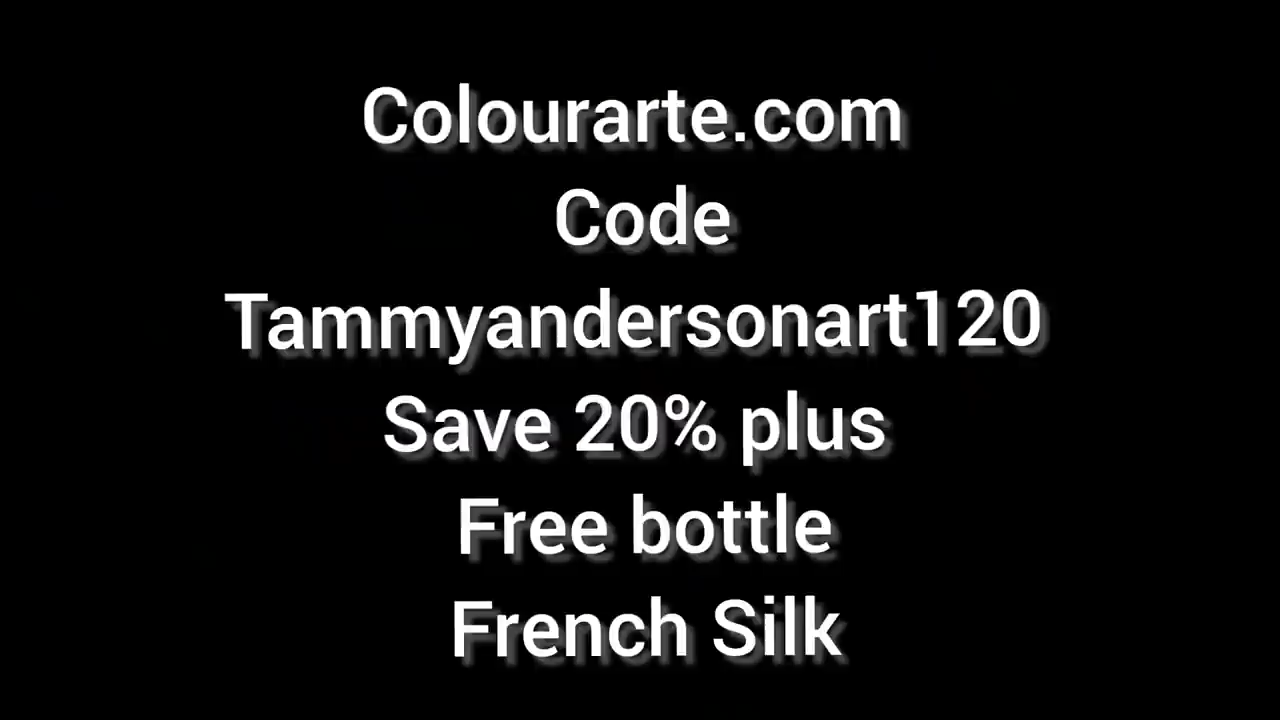 Colourarte.com
Code
Tammyandersonart120
Save 20% plus
Free bottle
French Silk